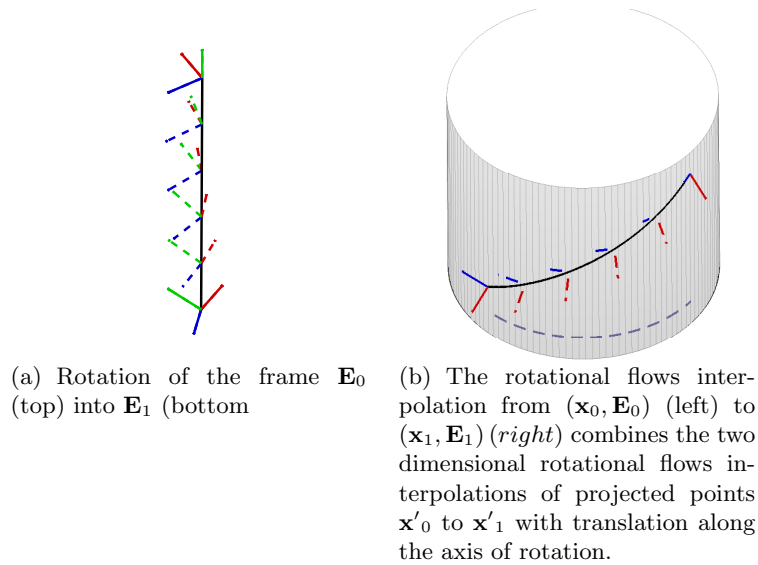 (a) Rotation of the frame E₀
(top) into E₁ (bottom
(b) The rotational flows inter-
polation from (x₀, E₀) (left) to
(x₁, E₁) (right) combines the two
dimensional rotational flows in-
terpolations of projected points
x′₀ to x′₁ with translation along
the axis of rotation.